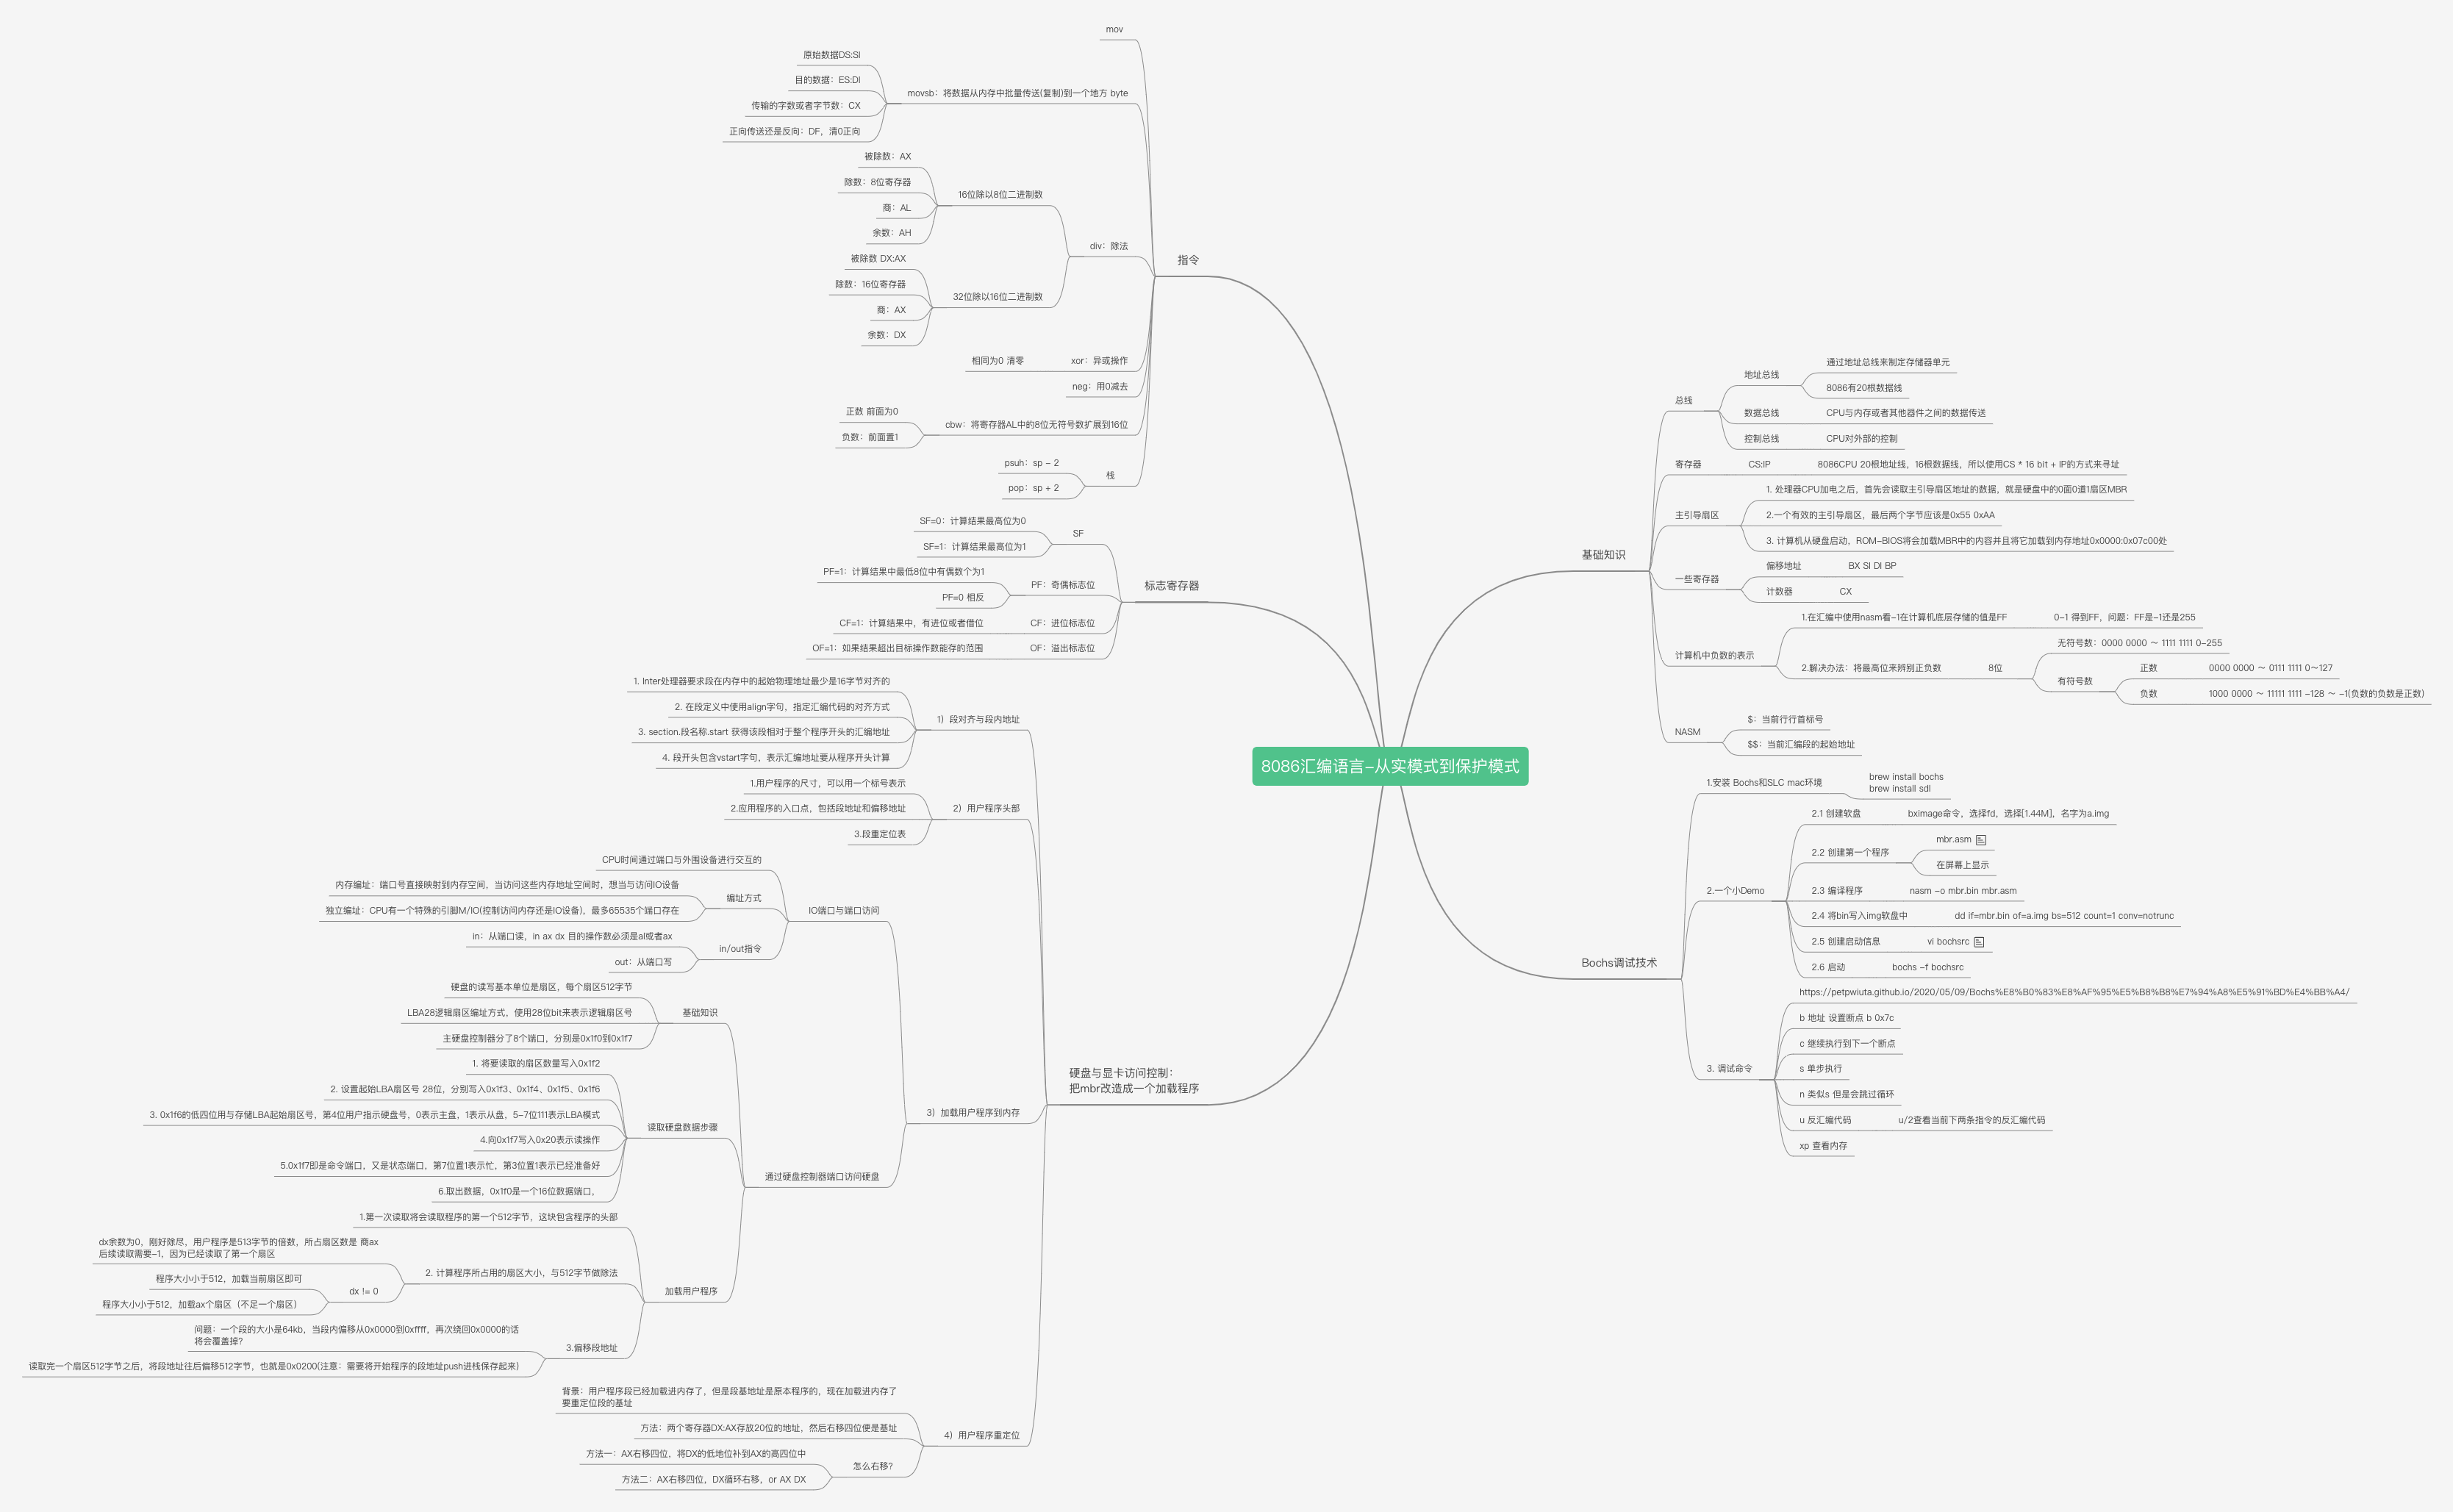 8086汇编语言-从实模式到保护模式
基础知识
总线
地址总线
通过地址总线来制定存储器单元
8086有20根数据线
数据总线
CPU与内存或者其他器件之间的数据传送
控制总线
CPU对外部的控制
寄存器
CS:IP
8086CPU 20根地址线，16根数据线，所以使用CS * 16 bit + IP的方式来寻址
主引导扇区
1. 处理器CPU加电之后，首先会读取主引导扇区地址的数据，就是硬盘中的0面0道1扇区MBR
2.一个有效的主引导扇区，最后两个字节应该是0x55 0xAA
3. 计算机从硬盘启动，ROM-BIOS将会加载MBR中的内容并且将它加载到内存地址0x0000:0x07c00处
一些寄存器
偏移地址
BX SI DI BP
计数器
CX
计算机中负数的表示
1.在汇编中使用nasm看-1在计算机底层存储的值是FF
0-1 得到FF，问题：FF是-1还是255
2.解决办法：将最高位来辨别正负数
8位
无符号数：0000 0000 ～ 1111 1111 0-255
有符号数
正数
0000 0000 ～ 0111 1111 0～127
负数
1000 0000 ～ 11111 1111 -128 ～ -1(负数的负数是正数)
NASM
$：当前行行首标号
$$：当前汇编段的起始地址
Bochs调试技术
1.安装 Bochs和SLC mac环境
brew install bochs
brew install sdl
2.一个小Demo
2.1 创建软盘
bximage命令，选择fd，选择[1.44M]，名字为a.img
2.2 创建第一个程序
mbr.asm
在屏幕上显示
2.3 编译程序
nasm -o mbr.bin mbr.asm
2.4 将bin写入img软盘中
dd if=mbr.bin of=a.img bs=512 count=1 conv=notrunc
2.5 创建启动信息
vi bochsrc
2.6 启动
bochs -f bochsrc
3. 调试命令
https://petpwiuta.github.io/2020/05/09/Bochs%E8%B0%83%E8%AF%95%E5%B8%B8%E7%94%A8%E5%91%BD%E4%BB%A4/
b 地址 设置断点 b 0x7c
c 继续执行到下一个断点
s 单步执行
n 类似s 但是会跳过循环
u 反汇编代码
u/2查看当前下两条指令的反汇编代码
xp 查看内存
指令
mov
movsb：将数据从内存中批量传送(复制)到一个地方 byte
原始数据DS:SI
目的数据：ES:DI
传输的字数或者字节数：CX
正向传送还是反向：DF，清0正向
div：除法
16位除以8位二进制数
被除数：AX
除数：8位寄存器
商：AL
余数：AH
32位除以16位二进制数
被除数 DX:AX
除数：16位寄存器
商：AX
余数：DX
xor：异或操作
相同为0 清零
neg：用0减去
cbw：将寄存器AL中的8位无符号数扩展到16位
正数 前面为0
负数：前面置1
栈
psuh：sp - 2
pop：sp + 2
标志寄存器
SF
SF=0：计算结果最高位为0
SF=1：计算结果最高位为1
PF：奇偶标志位
PF=1：计算结果中最低8位中有偶数个为1
PF=0 相反
CF：进位标志位
CF=1：计算结果中，有进位或者借位
OF：溢出标志位
OF=1：如果结果超出目标操作数能存的范围
硬盘与显卡访问控制：
把mbr改造成一个加载程序
1）段对齐与段内地址
1. Inter处理器要求段在内存中的起始物理地址最少是16字节对齐的
2. 在段定义中使用align字句，指定汇编代码的对齐方式
3. section.段名称.start 获得该段相对于整个程序开头的汇编地址
4. 段开头包含vstart字句，表示汇编地址要从程序开头计算
2）用户程序头部
1.用户程序的尺寸，可以用一个标号表示
2.应用程序的入口点，包括段地址和偏移地址
3.段重定位表
3）加载用户程序到内存
IO端口与端口访问
CPU时间通过端口与外围设备进行交互的
编址方式
内存编址：端口号直接映射到内存空间，当访问这些内存地址空间时，想当与访问IO设备
独立编址：CPU有一个特殊的引脚M/IO(控制访问内存还是IO设备)，最多65535个端口存在
in/out指令
in：从端口读，in ax dx 目的操作数必须是al或者ax
out：从端口写
通过硬盘控制器端口访问硬盘
基础知识
硬盘的读写基本单位是扇区，每个扇区512字节
LBA28逻辑扇区编址方式，使用28位bit来表示逻辑扇区号
主硬盘控制器分了8个端口，分别是0x1f0到0x1f7
读取硬盘数据步骤
1. 将要读取的扇区数量写入0x1f2
2. 设置起始LBA扇区号 28位，分别写入0x1f3、0x1f4、0x1f5、0x1f6
3. 0x1f6的低四位用与存储LBA起始扇区号，第4位用户指示硬盘号，0表示主盘，1表示从盘，5-7位111表示LBA模式
4.向0x1f7写入0x20表示读操作
5.0x1f7即是命令端口，又是状态端口，第7位置1表示忙，第3位置1表示已经准备好
6.取出数据，0x1f0是一个16位数据端口，
加载用户程序
1.第一次读取将会读取程序的第一个512字节，这块包含程序的头部
2. 计算程序所占用的扇区大小，与512字节做除法
dx余数为0，刚好除尽，用户程序是513字节的倍数，所占扇区数是 商ax
后续读取需要-1，因为已经读取了第一个扇区
dx != 0
程序大小小于512，加载当前扇区即可
程序大小小于512，加载ax个扇区（不足一个扇区）
3.偏移段地址
问题：一个段的大小是64kb，当段内偏移从0x0000到0xffff，再次绕回0x0000的话
将会覆盖掉？
读取完一个扇区512字节之后，将段地址往后偏移512字节，也就是0x0200(注意：需要将开始程序的段地址push进栈保存起来)
4）用户程序重定位
背景：用户程序段已经加载进内存了，但是段基地址是原本程序的，现在加载进内存了
要重定位段的基址
方法：两个寄存器DX:AX存放20位的地址，然后右移四位便是基址
怎么右移？
方法一：AX右移四位，将DX的低地位补到AX的高四位中
方法二：AX右移四位，DX循环右移，or AX DX